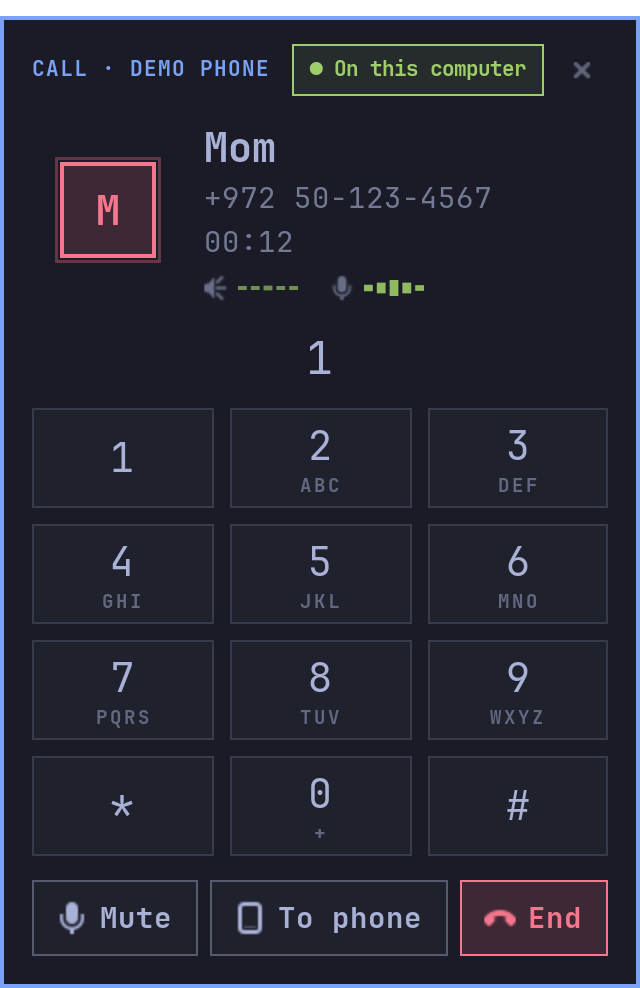 CALL · DEMO PHONE
On this computer
M
Mom
+972 50-123-4567
00:12
1
1
2
ABC
3
DEF
4
GHI
5
JKL
6
MNO
7
PQRS
8
TUV
9
WXYZ
*
0
+
#
Mute
To phone
End